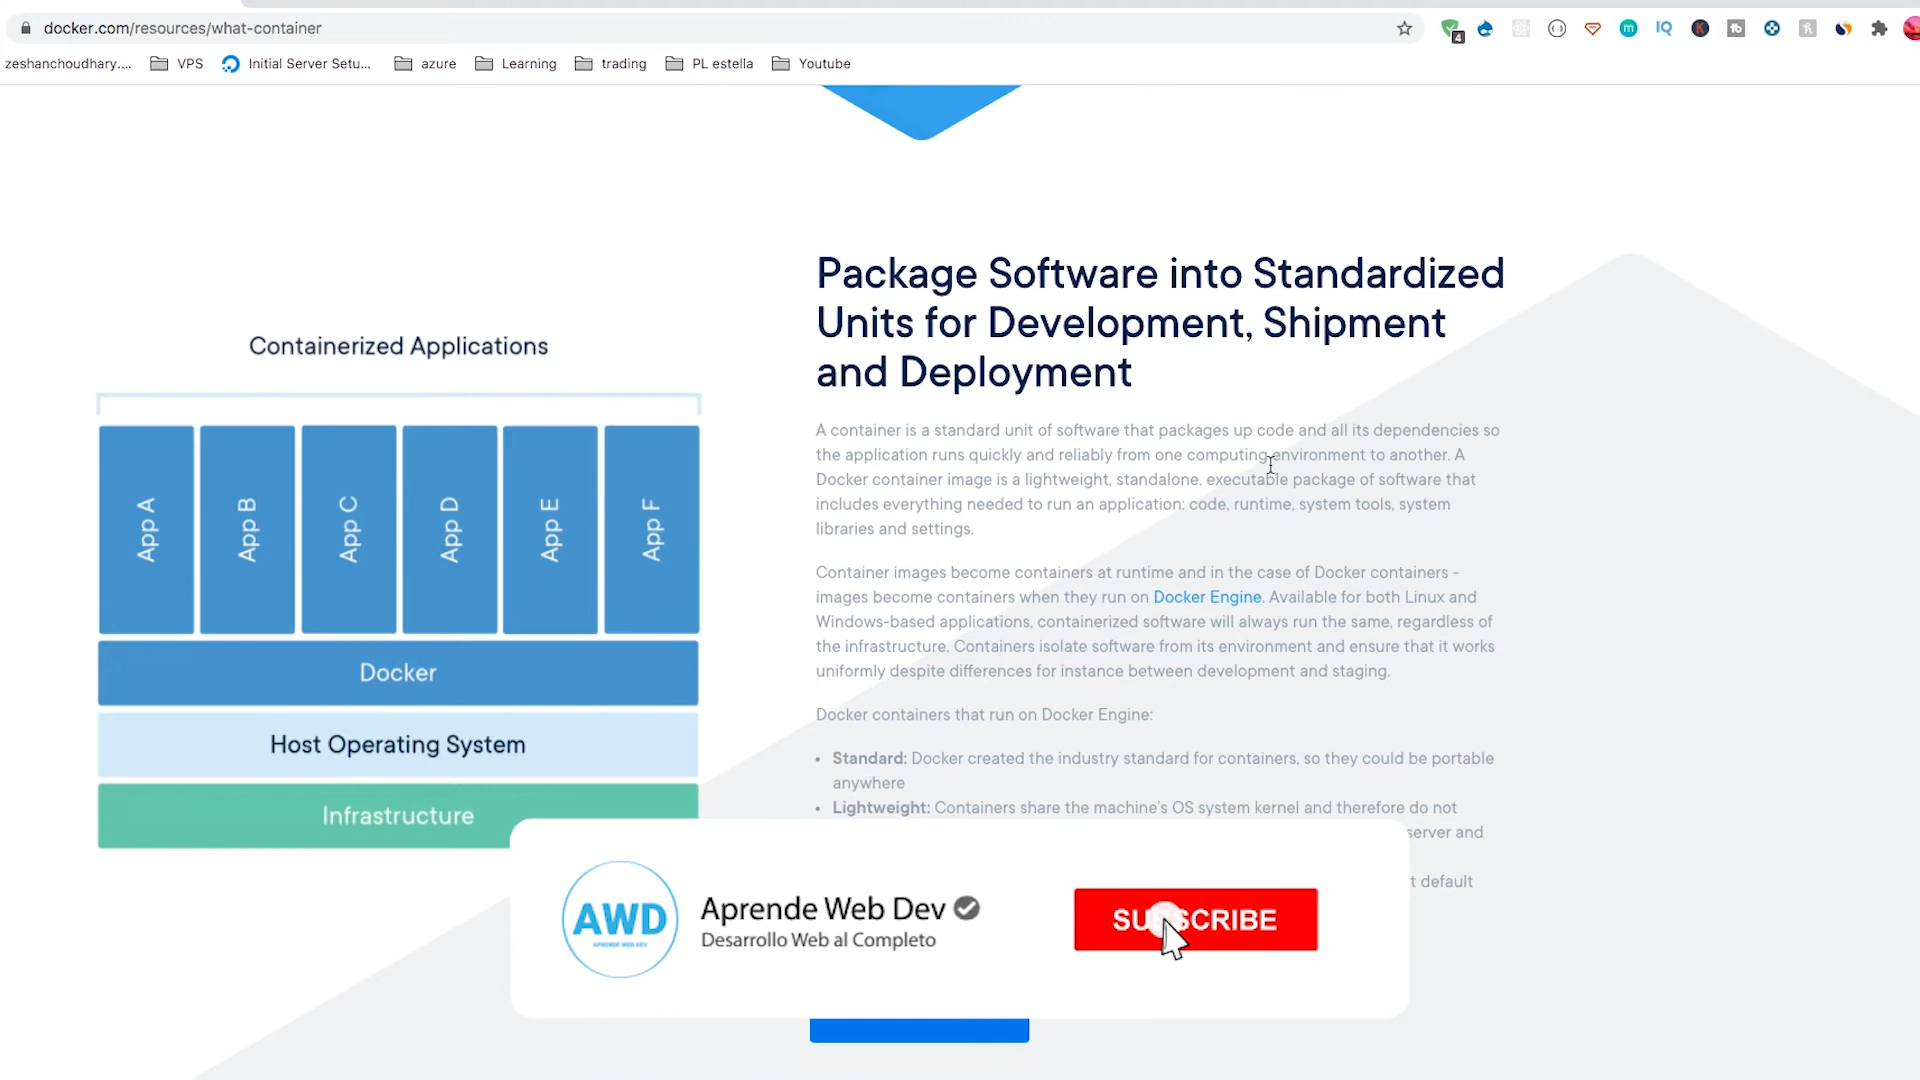 docker.com/resources/what-container
4
IQ
zeshanchoudhary....
VPS
Initial Server Setu...
azure
Learning
trading
PL estella
Youtube
Package Software into Standardized
Units for Development, Shipment
and Deployment
Containerized Applications
App A
App B
App C
App D
App E
App F
Docker
Host Operating System
Infrastructure
A container is a standard unit of software that packages up code and all its dependencies so
the application runs quickly and reliably from one computing environment to another. A
Docker container image is a lightweight, standalone, executable package of software that
includes everything needed to run an application: code, runtime, system tools, system
libraries and settings.
Container images become containers at runtime and in the case of Docker containers -
images become containers when they run on Docker Engine. Available for both Linux and
Windows-based applications, containerized software will always run the same, regardless of
the infrastructure. Containers isolate software from its environment and ensure that it works
uniformly despite differences for instance between development and staging.
Docker containers that run on Docker Engine:
• Standard: Docker created the industry standard for containers, so they could be portable
anywhere
• Lightweight: Containers share the machine's OS system kernel and therefore do not
server and
t default
AWD
APRENDE WEB DEV
Aprende Web Dev
Desarrollo Web al Completo
SUBSCRIBE